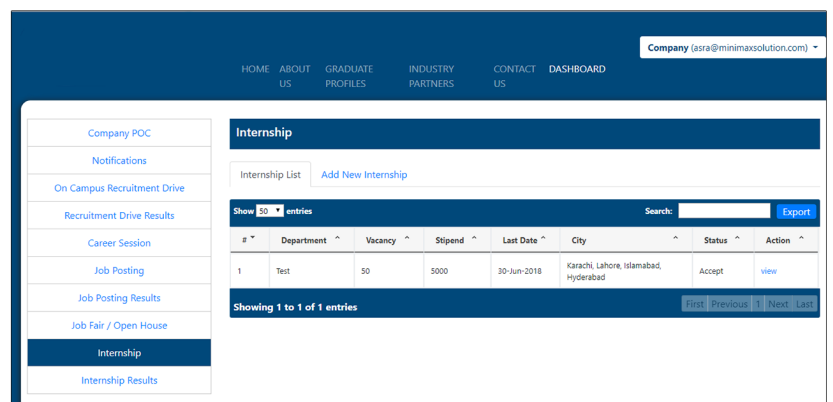 Company (asra@minimaxsolution.com)
HOME ABOUT US GRADUATE PROFILES INDUSTRY PARTNERS CONTACT US DASHBOARD
Company POC
Notifications
On Campus Recruitment Drive
Recruitment Drive Results
Career Session
Job Posting
Job Posting Results
Job Fair / Open House
Internship
Internship Results
Internship
Internship List Add New Internship
Show 50 entries Search: Export
# Department Vacancy Stipend Last Date City Status Action
1 Test 50 5000 30-Jun-2018 Karachi, Lahore, Islamabad, Hyderabad Accept view
Showing 1 to 1 of 1 entries First Previous 1 Next Last